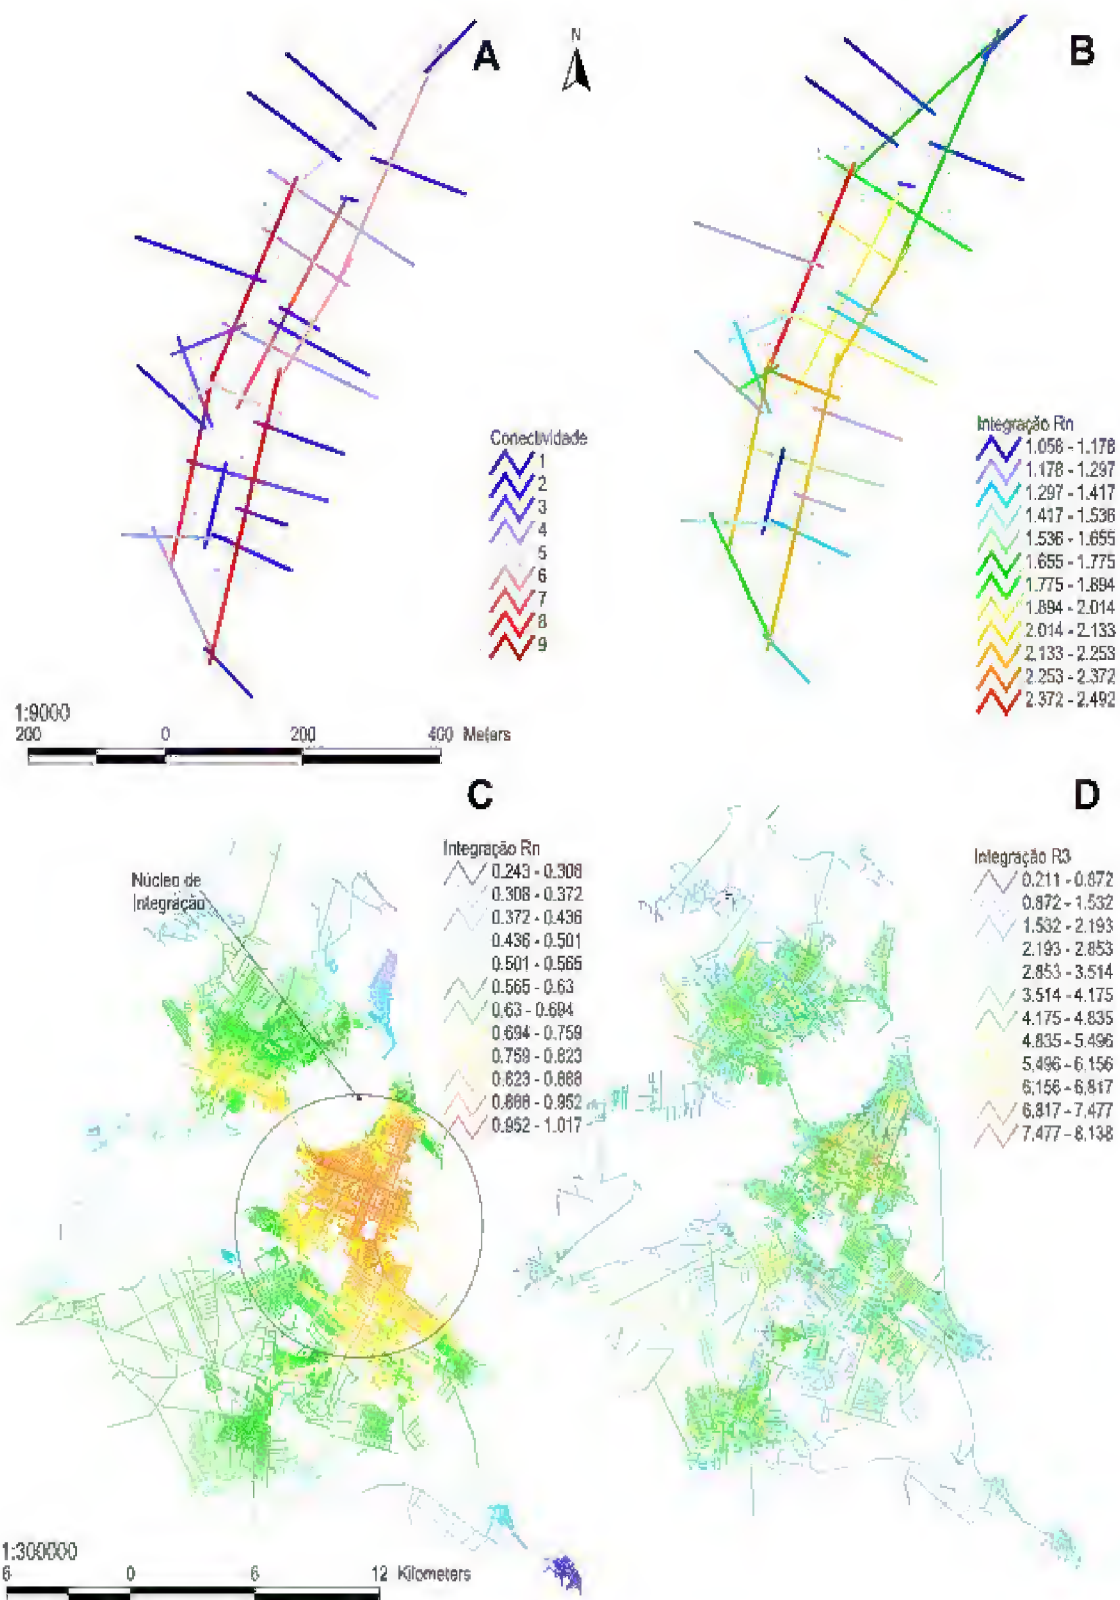 A
N
B
Conectividade
1
2
3
4
5
6
7
8
9
Integração Rn
1.056 - 1.178
1.178 - 1.297
1.297 - 1.417
1.417 - 1.536
1.536 - 1.655
1.655 - 1.775
1.775 - 1.894
1.894 - 2.014
2.014 - 2.133
2.133 - 2.253
2.253 - 2.372
2.372 - 2.492
1:9000
200 0 200 400 Meters
C
D
Núcleo de
Integração
Integração Rn
0.243 - 0.308
0.308 - 0.372
0.372 - 0.436
0.436 - 0.501
0.501 - 0.565
0.565 - 0.63
0.63 - 0.694
0.694 - 0.759
0.759 - 0.823
0.823 - 0.888
0.888 - 0.952
0.952 - 1.017
Integração R3
0.211 - 0.872
0.872 - 1.532
1.532 - 2.193
2.193 - 2.853
2.853 - 3.514
3.514 - 4.175
4.175 - 4.835
4.835 - 5.496
5.496 - 6.156
6.156 - 6.817
6.817 - 7.477
7.477 - 8.138
1:300000
6 0 6 12 Kilometers